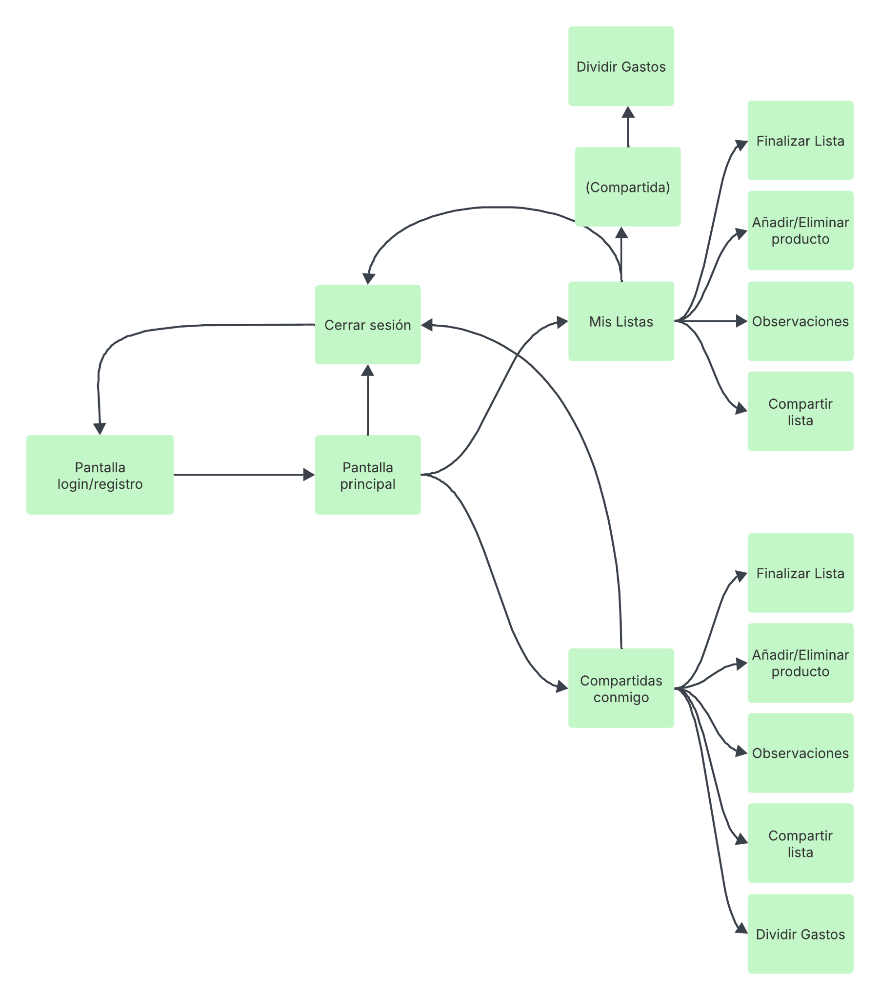 Dividir Gastos
Finalizar Lista
(Compartida)
Añadir/Eliminar
producto
Cerrar sesión
Mis Listas
Observaciones
Compartir
lista
Pantalla
login/registro
Pantalla
principal
Finalizar Lista
Añadir/Eliminar
producto
Compartidas
conmigo
Observaciones
Compartir
lista
Dividir Gastos